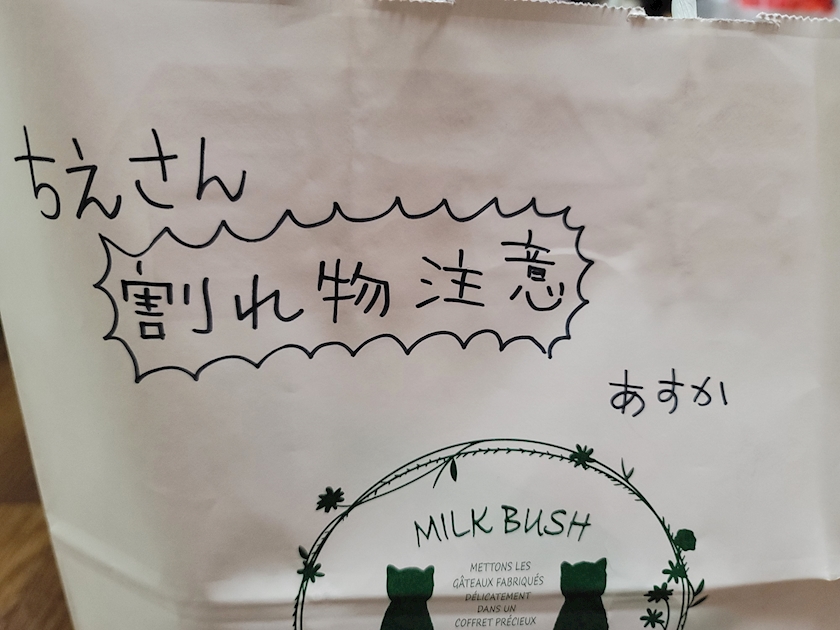 ちえさん
割れ物注意
あすか
MILK BUSH
METTONS LES
GÂTEAUX FABRIQUÉS
DÉLICATEMENT
DANS UN
COFFRET PRÉCIEUX